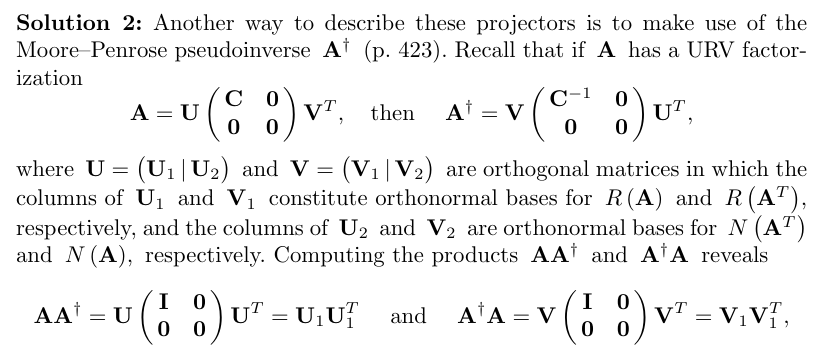 **Solution 2:** Another way to describe these projectors is to make use of the
Moore–Penrose pseudoinverse $\mathbf{A}^\dagger$ (p. 423). Recall that if $\mathbf{A}$ has a URV factor-
ization
$$\mathbf{A} = \mathbf{U} \begin{pmatrix} \mathbf{C} & \mathbf{0} \\ \mathbf{0} & \mathbf{0} \end{pmatrix} \mathbf{V}^T, \quad \text{then} \quad \mathbf{A}^\dagger = \mathbf{V} \begin{pmatrix} \mathbf{C}^{-1} & \mathbf{0} \\ \mathbf{0} & \mathbf{0} \end{pmatrix} \mathbf{U}^T,$$
where $\mathbf{U} = \left(\mathbf{U}_1 \,|\, \mathbf{U}_2\right)$ and $\mathbf{V} = \left(\mathbf{V}_1 \,|\, \mathbf{V}_2\right)$ are orthogonal matrices in which the
columns of $\mathbf{U}_1$ and $\mathbf{V}_1$ constitute orthonormal bases for $R(\mathbf{A})$ and $R\left(\mathbf{A}^T\right)$,
respectively, and the columns of $\mathbf{U}_2$ and $\mathbf{V}_2$ are orthonormal bases for $N\left(\mathbf{A}^T\right)$
and $N(\mathbf{A})$, respectively. Computing the products $\mathbf{A}\mathbf{A}^\dagger$ and $\mathbf{A}^\dagger\mathbf{A}$ reveals
$$\mathbf{A}\mathbf{A}^\dagger = \mathbf{U} \begin{pmatrix} \mathbf{I} & \mathbf{0} \\ \mathbf{0} & \mathbf{0} \end{pmatrix} \mathbf{U}^T = \mathbf{U}_1\mathbf{U}_1^T \quad \text{and} \quad \mathbf{A}^\dagger\mathbf{A} = \mathbf{V} \begin{pmatrix} \mathbf{I} & \mathbf{0} \\ \mathbf{0} & \mathbf{0} \end{pmatrix} \mathbf{V}^T = \mathbf{V}_1\mathbf{V}_1^T,$$